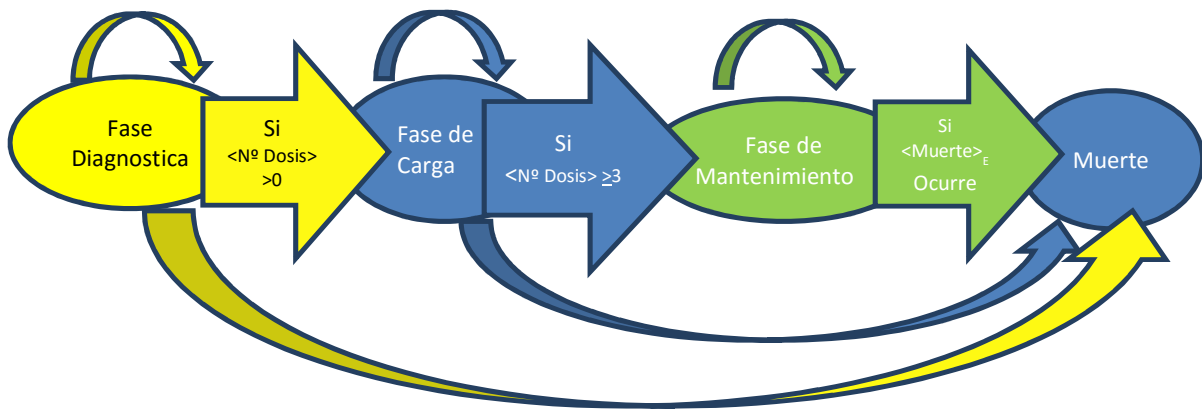 Fase
Diagnostica
Si
<Nº Dosis>
>0
Fase de
Carga
Si
<Nº Dosis> ≥3
Fase de
Mantenimiento
Si
<Muerte>E
Ocurre
Muerte